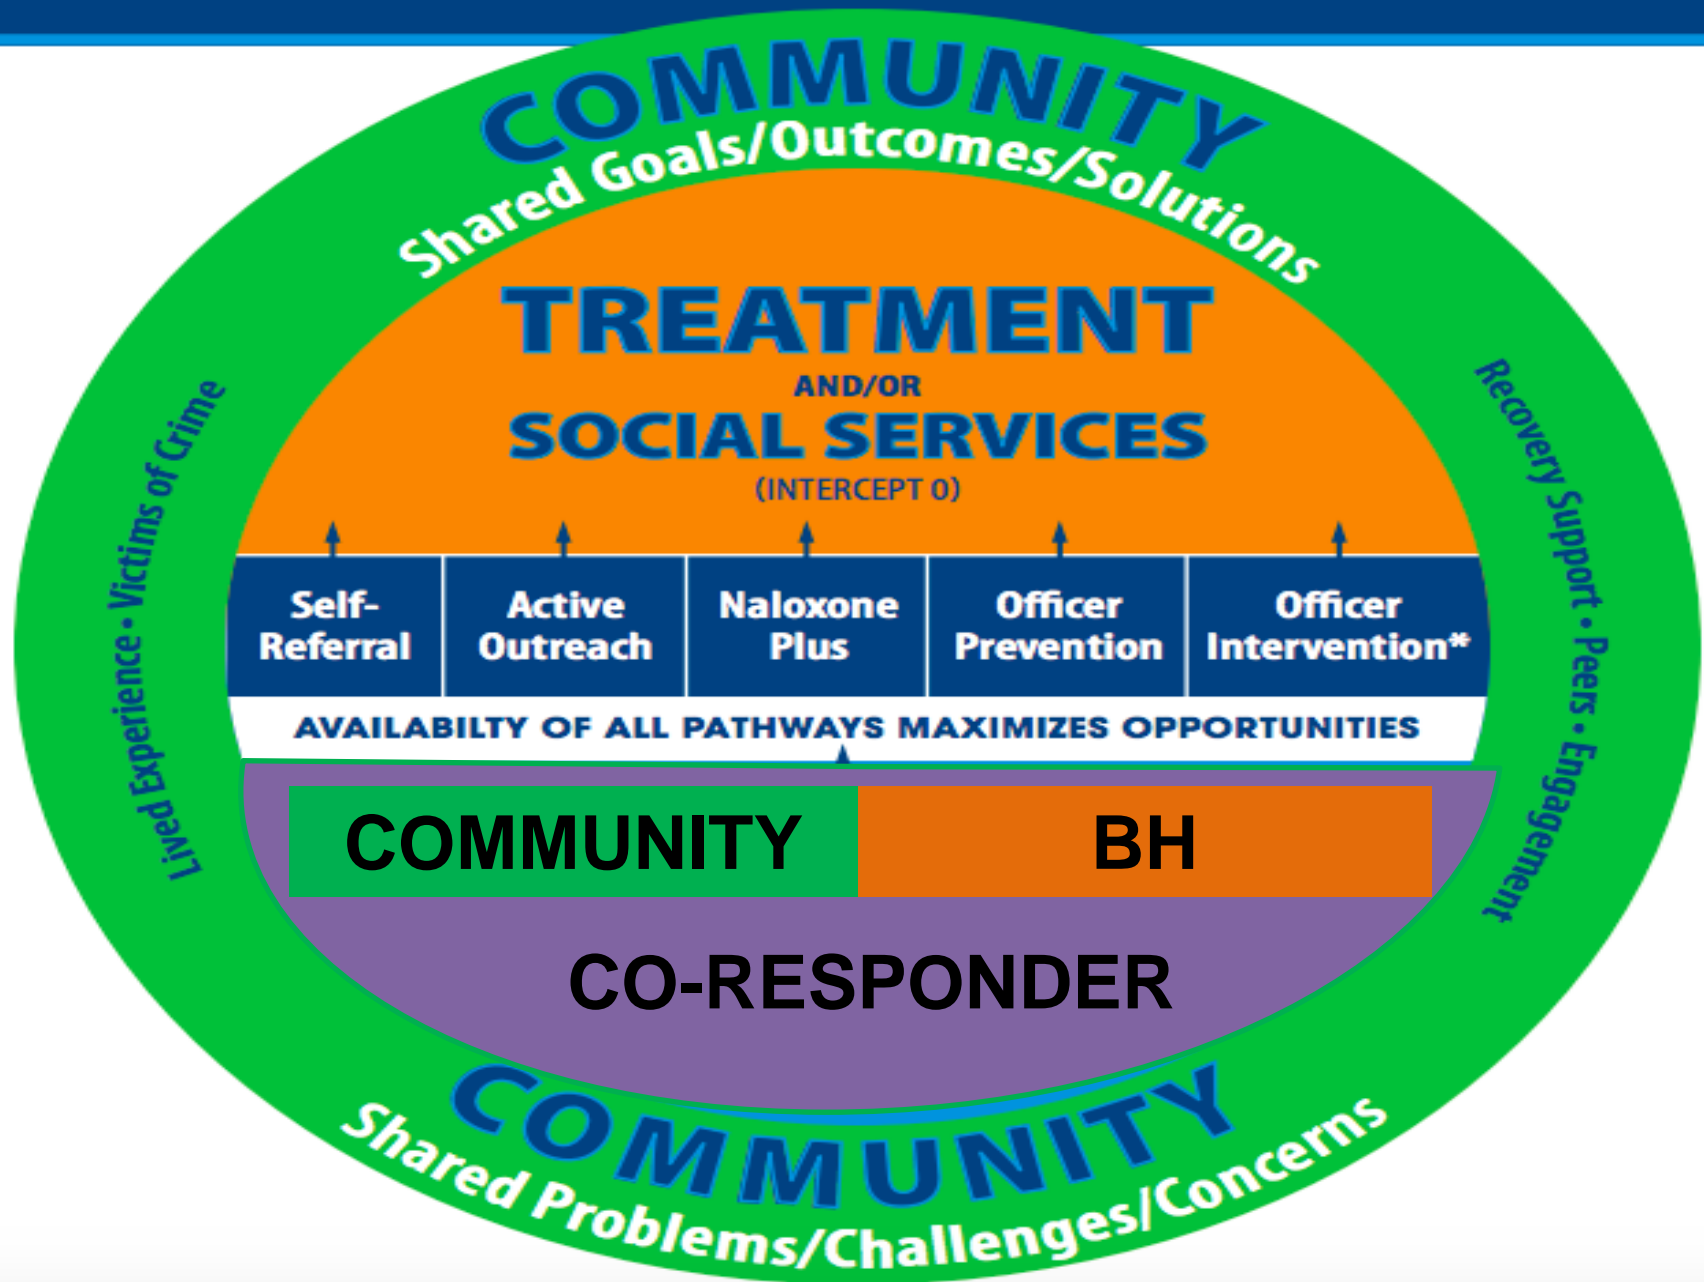 COMMUNITY
Shared Goals/Outcomes/Solutions
TREATMENT
AND/OR
SOCIAL SERVICES
(INTERCEPT 0)
Lived Experience • Victims of Crime
Recovery Support • Peers • Engagement
Self-
Referral
Active
Outreach
Naloxone
Plus
Officer
Prevention
Officer
Intervention*
AVAILABILTY OF ALL PATHWAYS MAXIMIZES OPPORTUNITIES
COMMUNITY
BH
CO-RESPONDER
COMMUNITY
Shared Problems/Challenges/Concerns